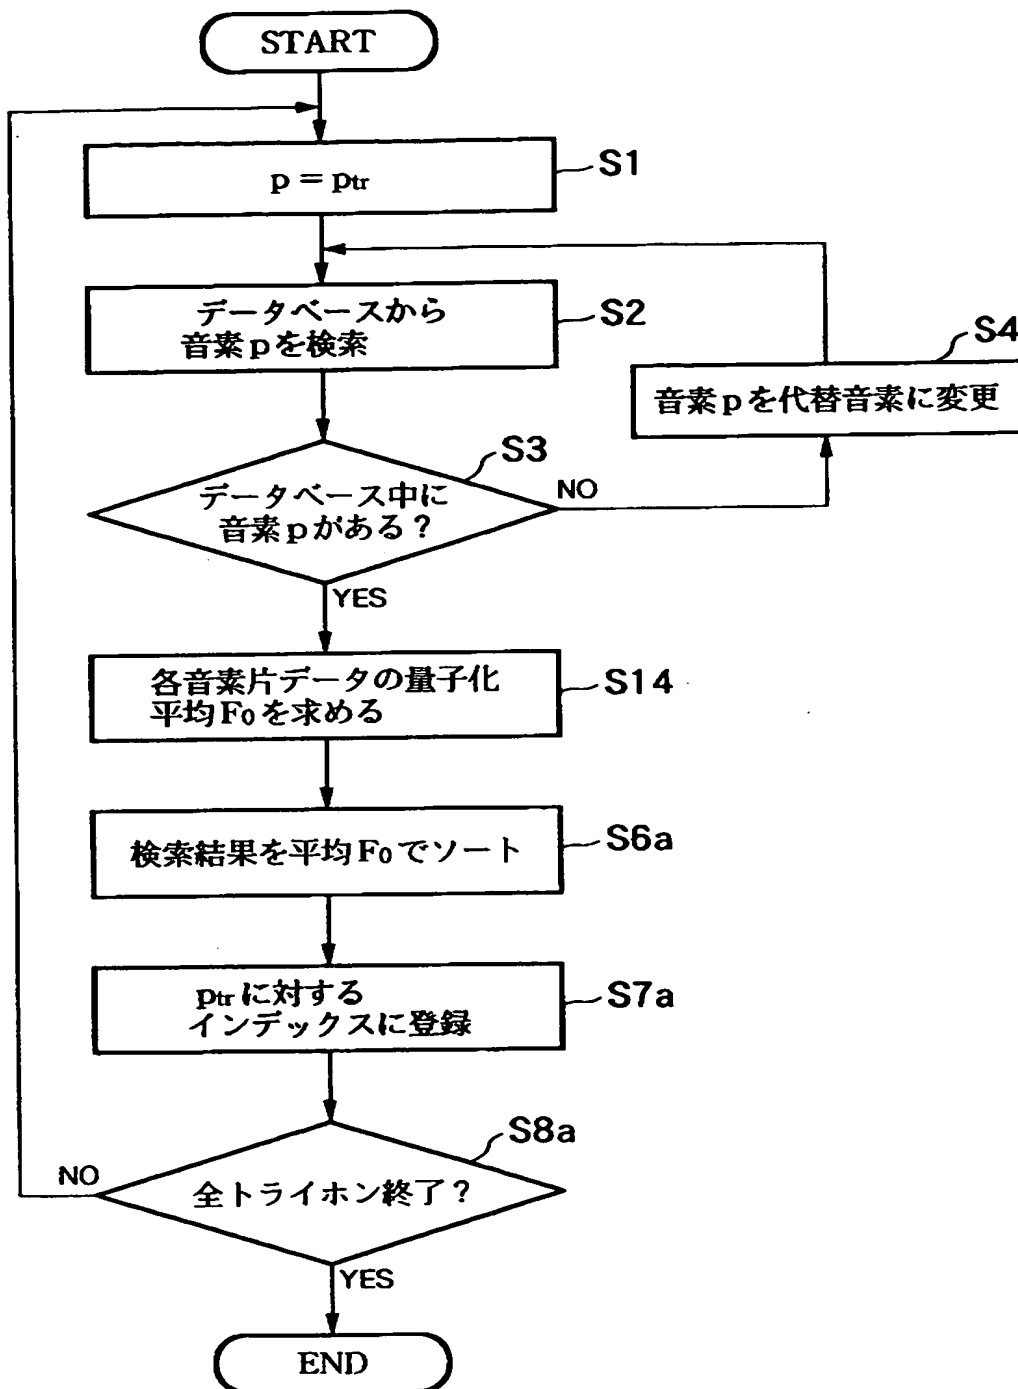 START
p = ptr
S1
データベースから
音素pを検索
S2
S4
音素pを代替音素に変更
S3
データベース中に
音素pがある？
NO
YES
各音素片データの量子化
平均F0を求める
S14
検索結果を平均F0でソート
S6a
ptrに対する
インデックスに登録
S7a
S8a
NO
全トライホン終了？
YES
END